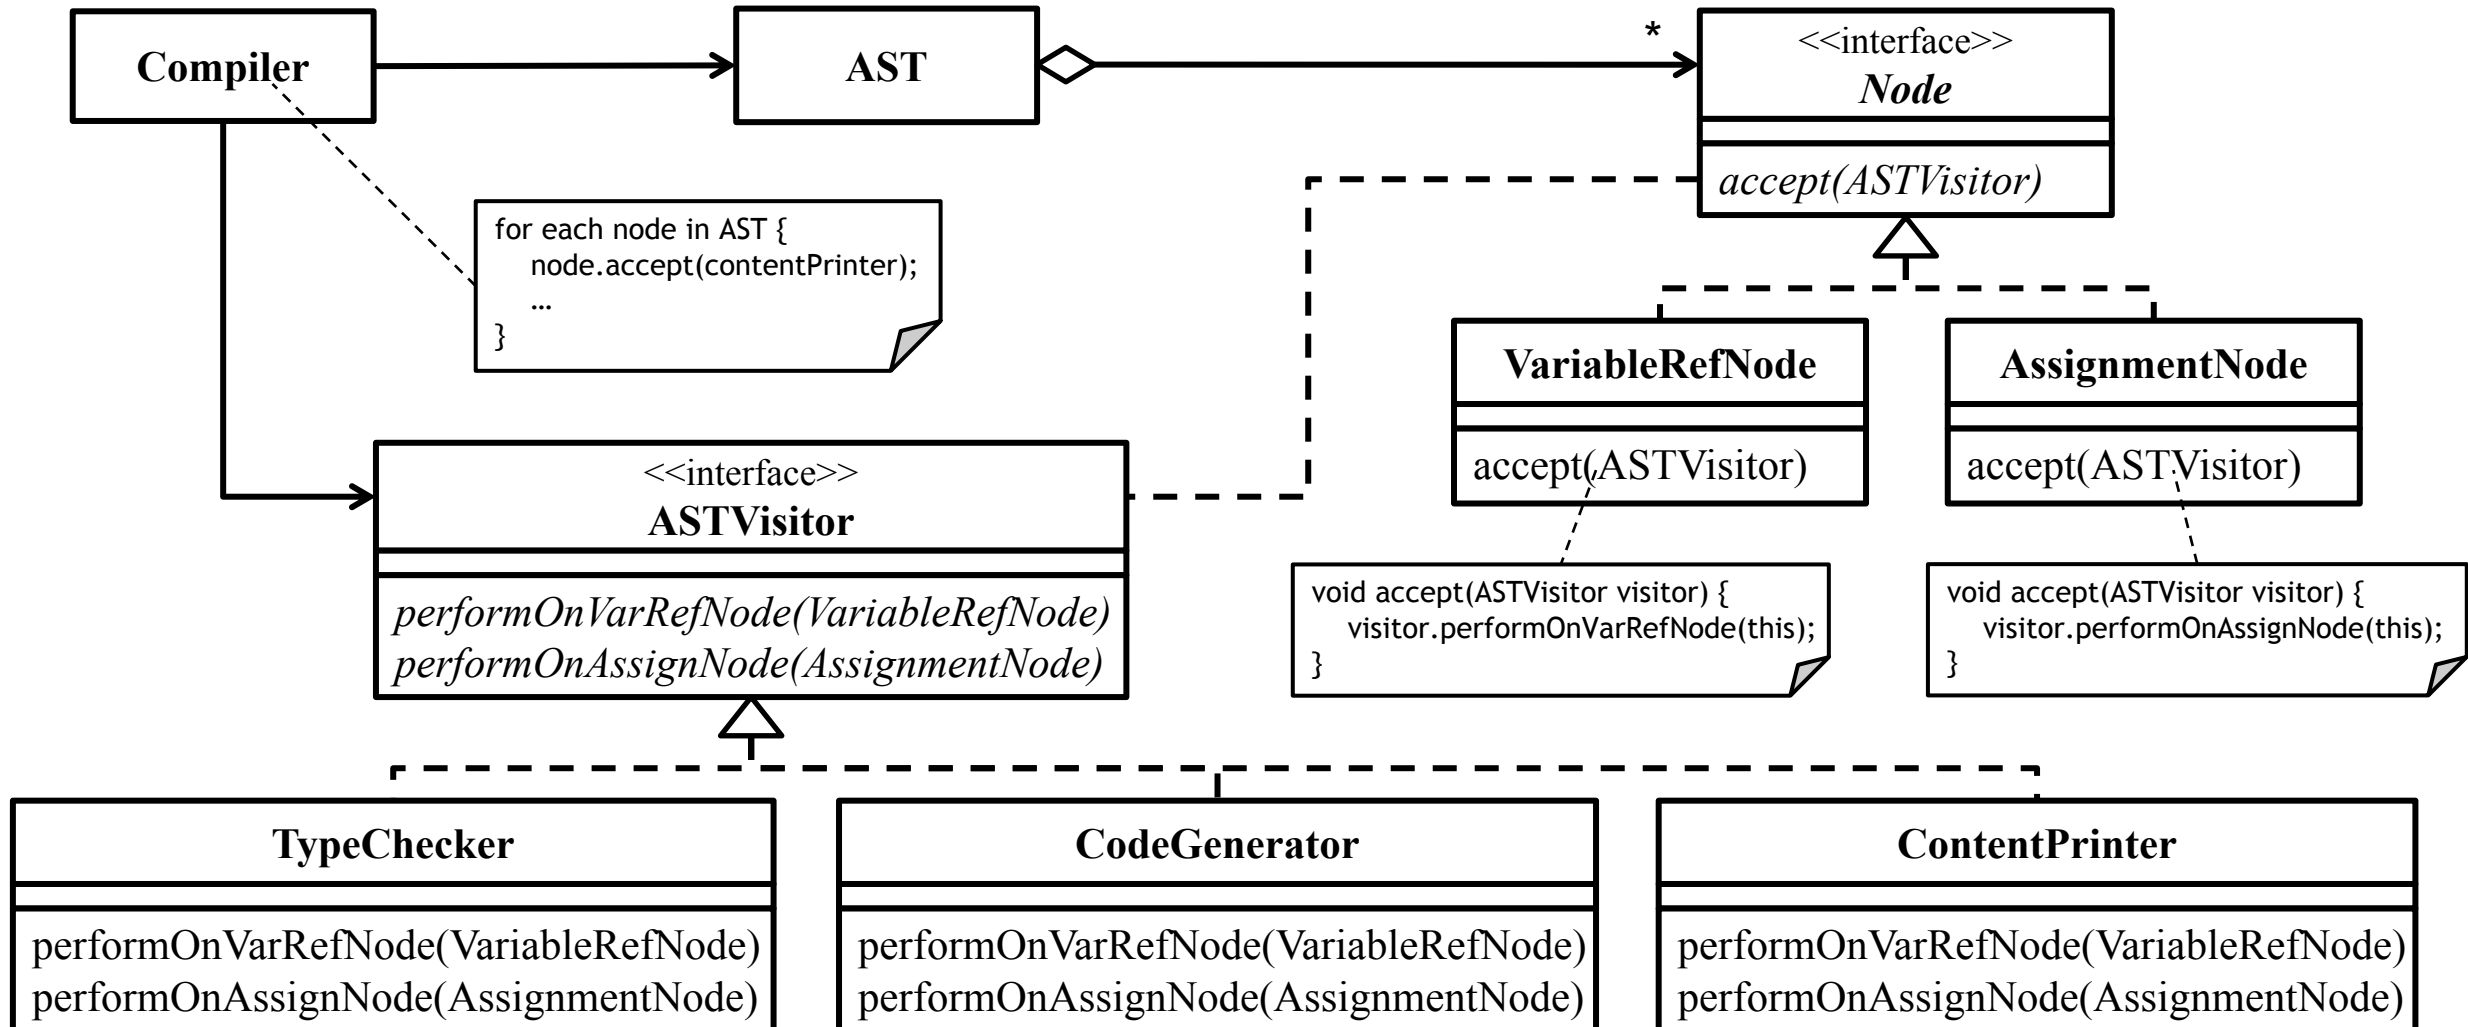 Compiler
AST
*
<<interface>>
Node
accept(ASTVisitor)
for each node in AST {
node.accept(contentPrinter);
...
}
VariableRefNode
accept(ASTVisitor)
AssignmentNode
accept(ASTVisitor)
<<interface>>
ASTVisitor
performOnVarRefNode(VariableRefNode)
performOnAssignNode(AssignmentNode)
void accept(ASTVisitor visitor) {
visitor.performOnVarRefNode(this);
}
void accept(ASTVisitor visitor) {
visitor.performOnAssignNode(this);
}
TypeChecker
performOnVarRefNode(VariableRefNode)
performOnAssignNode(AssignmentNode)
CodeGenerator
performOnVarRefNode(VariableRefNode)
performOnAssignNode(AssignmentNode)
ContentPrinter
performOnVarRefNode(VariableRefNode)
performOnAssignNode(AssignmentNode)